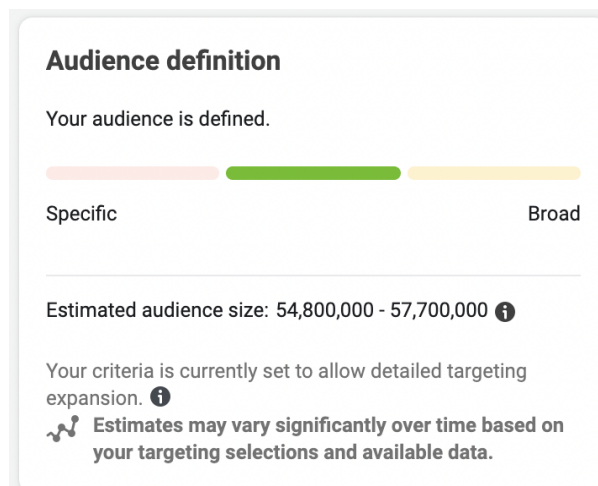 Audience definition
Your audience is defined.
Specific
Broad
Estimated audience size: 54,800,000 - 57,700,000
Your criteria is currently set to allow detailed targeting
expansion.
Estimates may vary significantly over time based on
your targeting selections and available data.